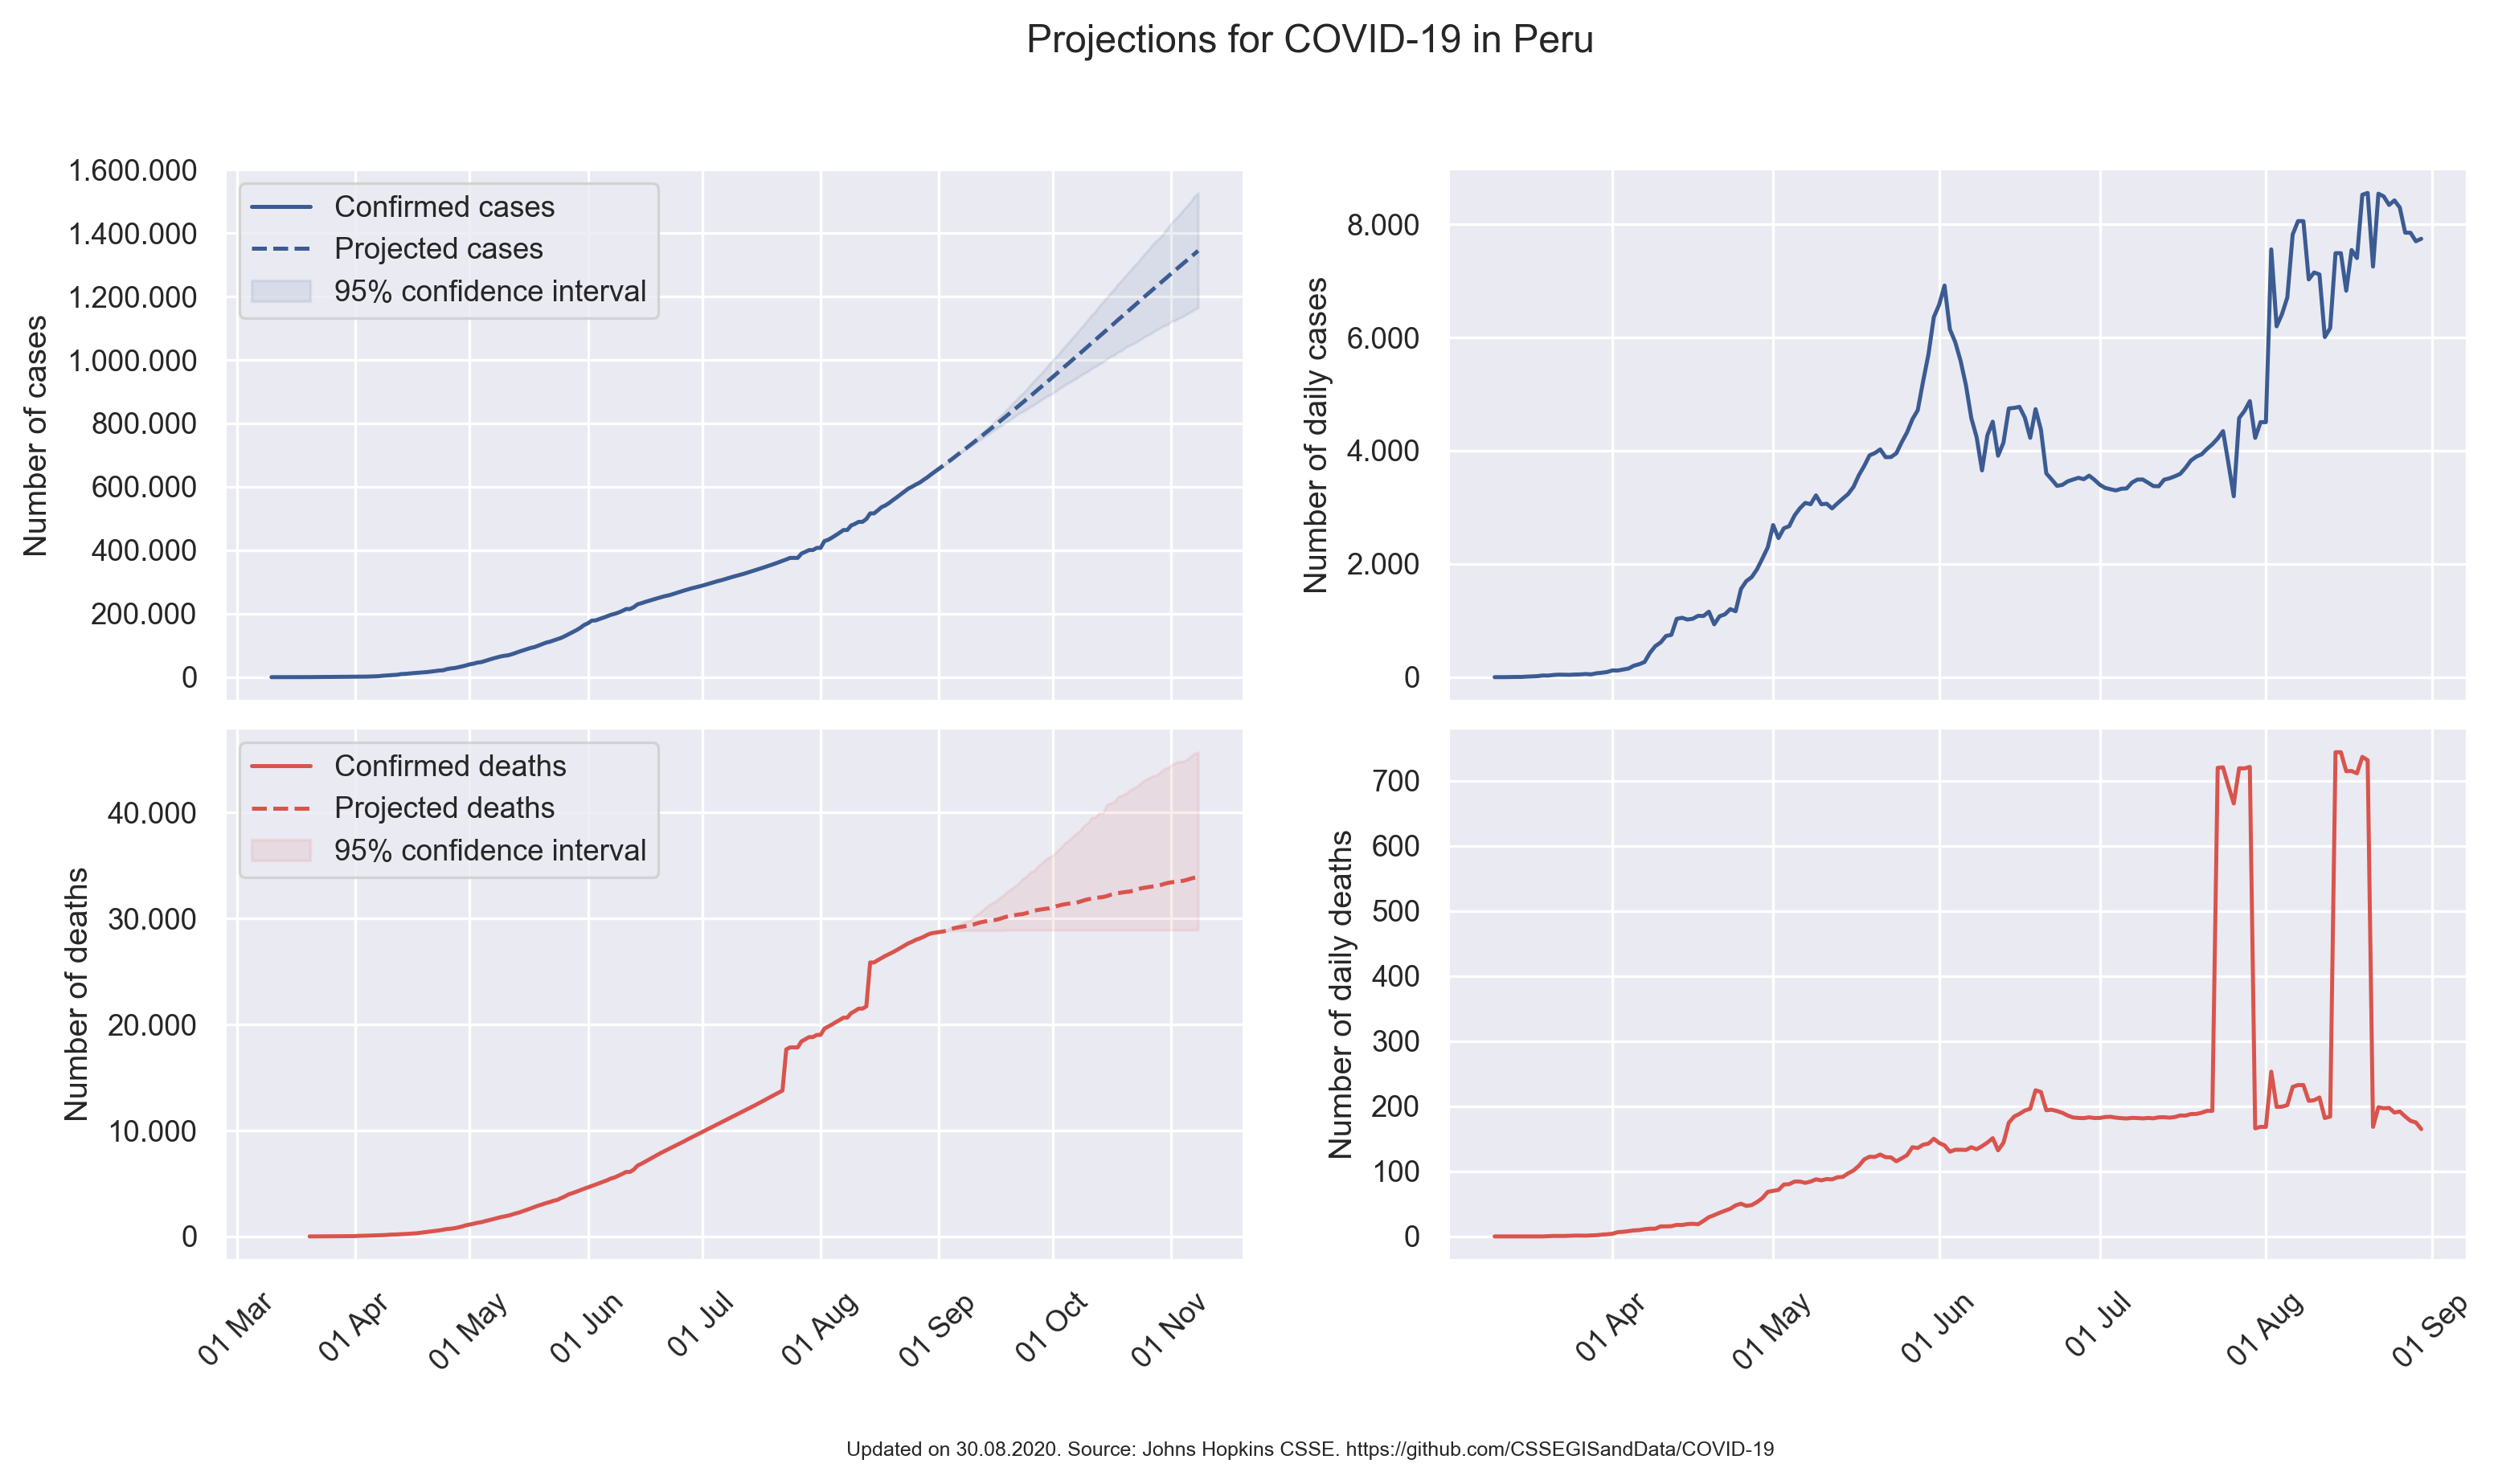 Projections for COVID-19 in Peru
Number of cases
1.600.000
1.400.000
1.200.000
1.000.000
800.000
600.000
400.000
200.000
0
Confirmed cases
Projected cases
95% confidence interval
Number of daily cases
8.000
6.000
4.000
2.000
0
Number of deaths
40.000
30.000
20.000
10.000
0
Confirmed deaths
Projected deaths
95% confidence interval
01 Mar
01 Apr
01 May
01 Jun
01 Jul
01 Aug
01 Sep
01 Oct
01 Nov
Number of daily deaths
700
600
500
400
300
200
100
0
01 Apr
01 May
01 Jun
01 Jul
01 Aug
01 Sep
Updated on 30.08.2020. Source: Johns Hopkins CSSE. https://github.com/CSSEGISandData/COVID-19